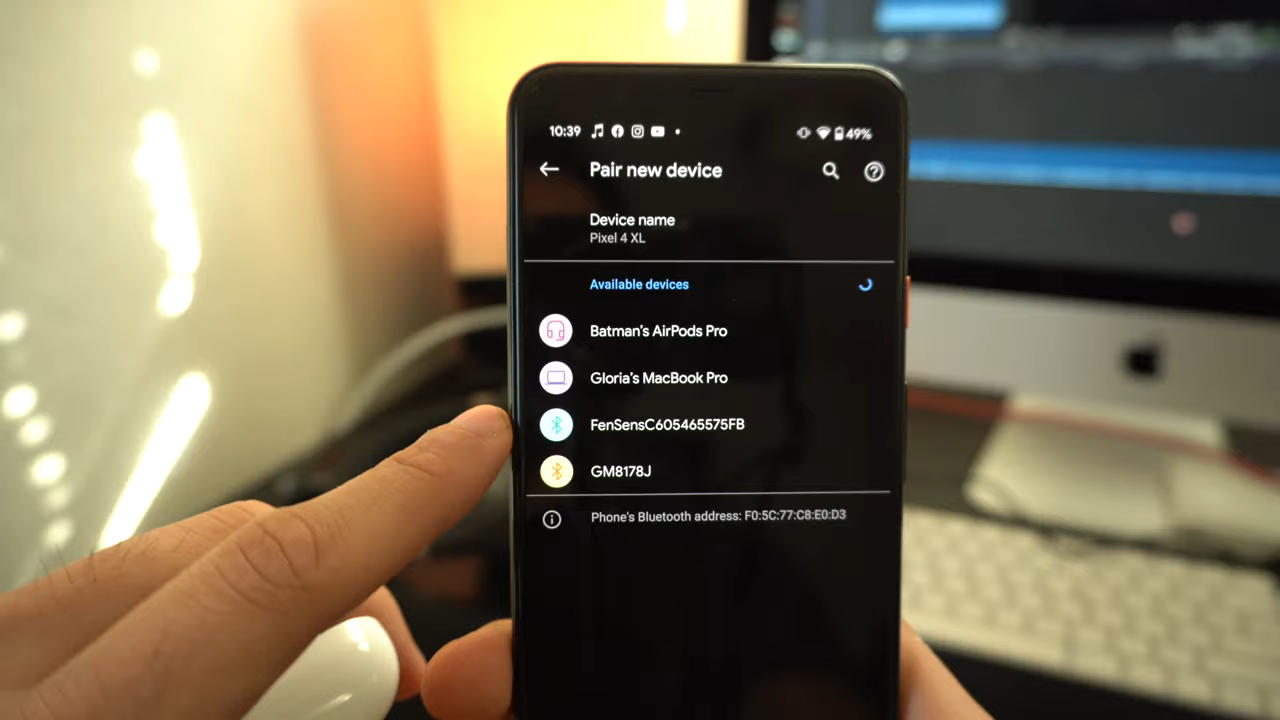 10:39 49%
Pair new device
Device name
Pixel 4 XL
Available devices
Batman's AirPods Pro
Gloria's MacBook Pro
FenSensC605465575FB
GM8178J
Phone's Bluetooth address: F0:5C:77:C8:E0:D3